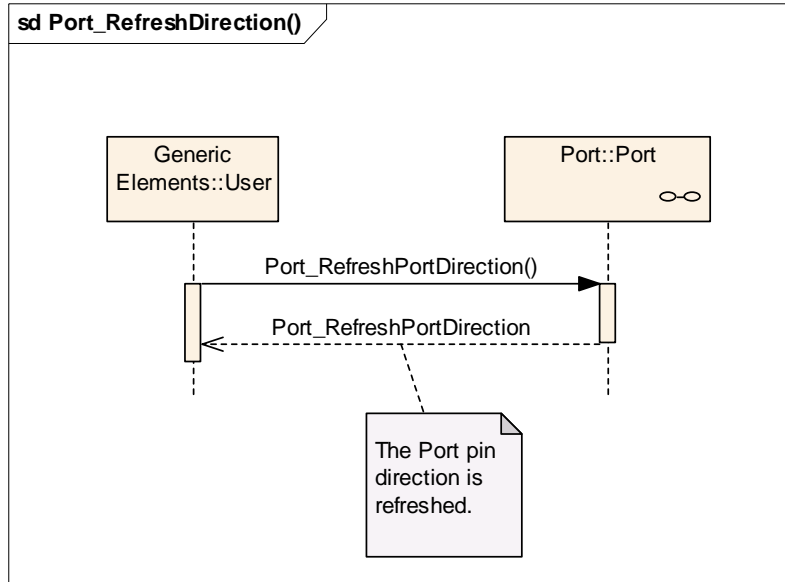 sd Port_RefreshDirection()
Generic
Elements::User
Port::Port
Port_RefreshPortDirection()
Port_RefreshPortDirection
The Port pin
direction is
refreshed.